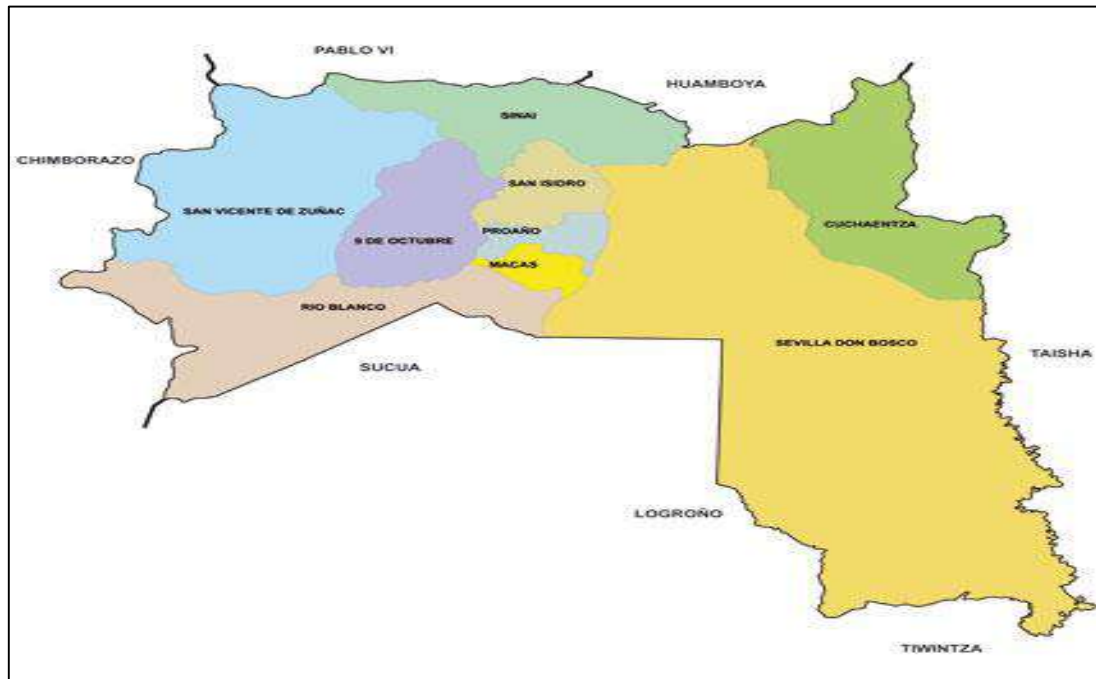 PABLO VI
HUAMBOYA
SINAI
CHIMBORAZO
SAN ISIDRO
SAN VICENTE DE ZUÑAC
CUCHAENTZA
PROAÑO
9 DE OCTUBRE
MACAS
RIO BLANCO
SEVILLA DON BOSCO
TAISHA
SUCUA
LOGROÑO
TIWINTZA